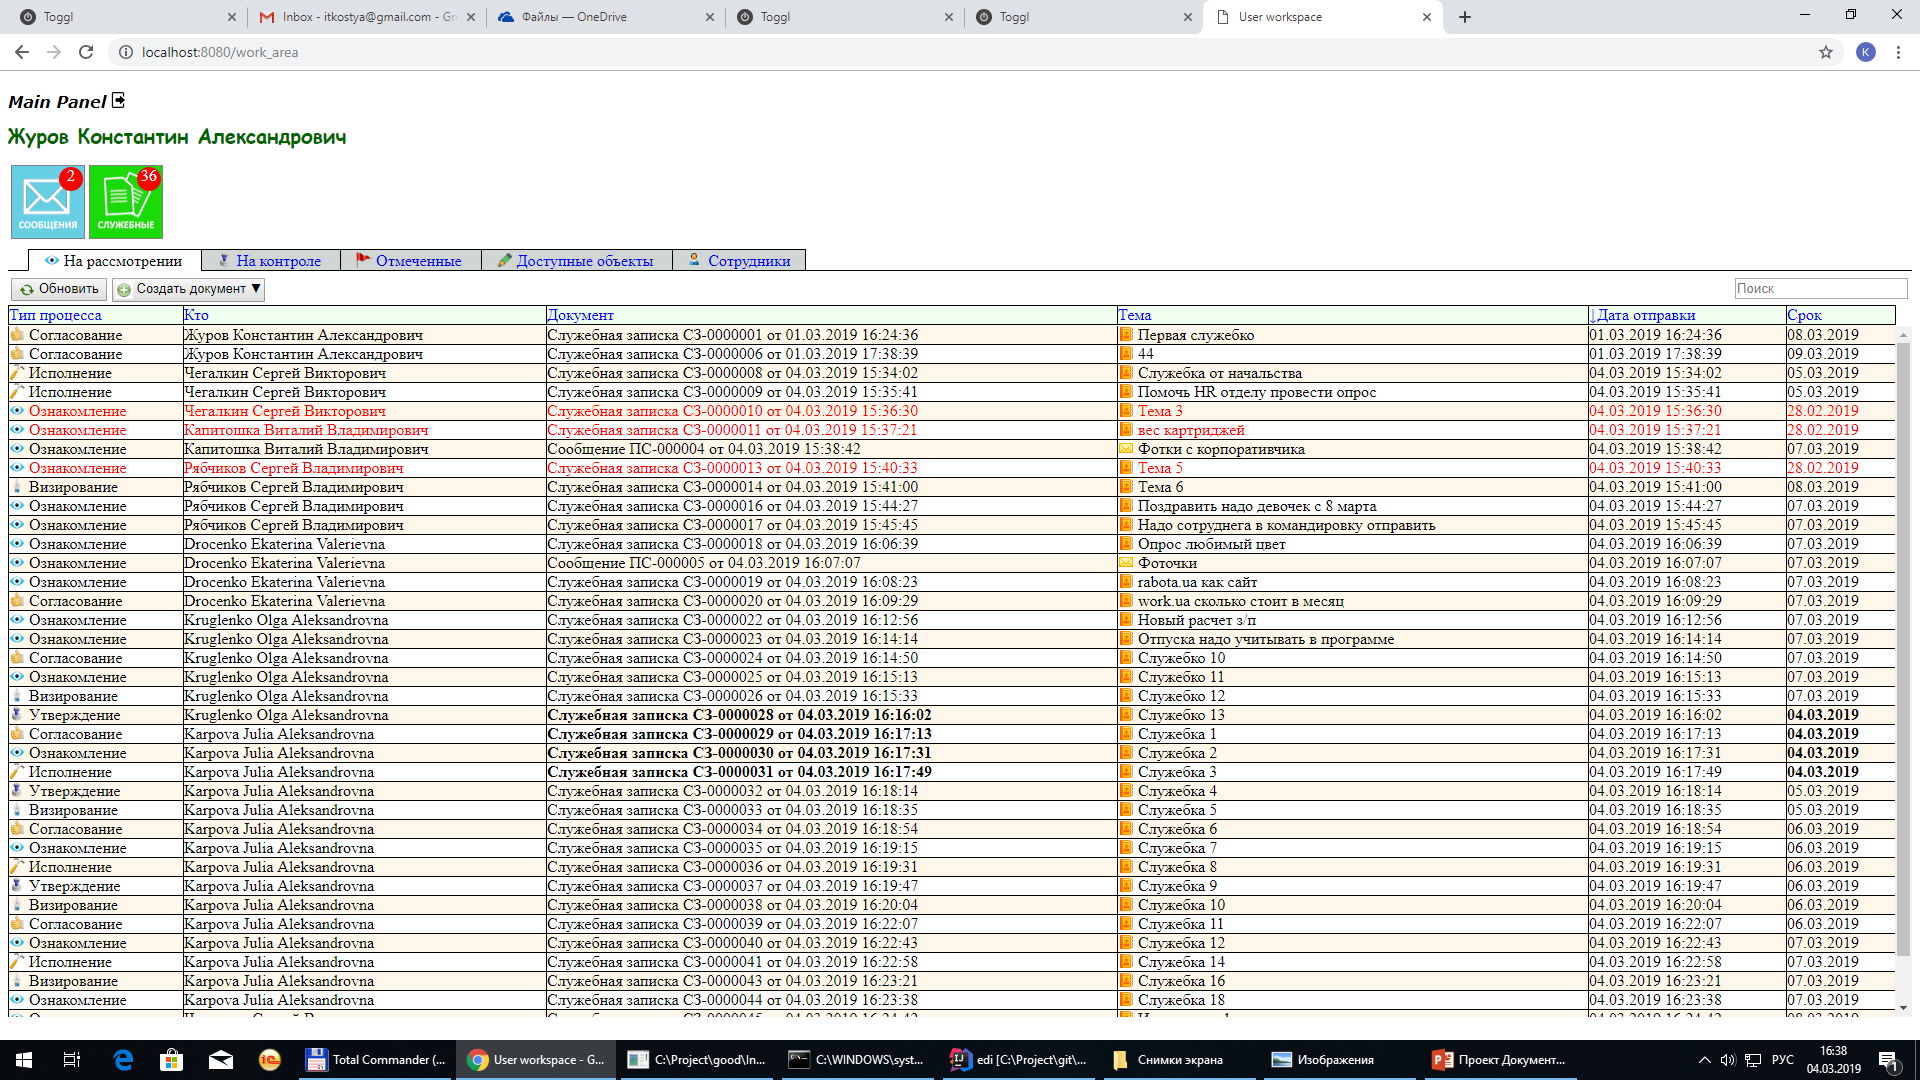 Toggl
Inbox - itkostya@gmail.com - Gm
Файлы — OneDrive
Toggl
Toggl
User workspace
localhost:8080/work_area
K
Main Panel
Журов Константин Александрович
2
СООБЩЕНИЯ
36
СЛУЖЕБНЫЕ
На рассмотрении
На контроле
Отмеченные
Доступные объекты
Сотрудники
Обновить
Создать документ ▼
Поиск
Тип процесса Кто Документ Тема ↓Дата отправки Срок
Согласование Журов Константин Александрович Служебная записка СЗ-0000001 от 01.03.2019 16:24:36 Первая служебко 01.03.2019 16:24:36 08.03.2019
Согласование Журов Константин Александрович Служебная записка СЗ-0000006 от 01.03.2019 17:38:39 44 01.03.2019 17:38:39 09.03.2019
Исполнение Чегалкин Сергей Викторович Служебная записка СЗ-0000008 от 04.03.2019 15:34:02 Служебка от начальства 04.03.2019 15:34:02 05.03.2019
Исполнение Чегалкин Сергей Викторович Служебная записка СЗ-0000009 от 04.03.2019 15:35:41 Помочь HR отделу провести опрос 04.03.2019 15:35:41 05.03.2019
Ознакомление Чегалкин Сергей Викторович Служебная записка СЗ-0000010 от 04.03.2019 15:36:30 Тема 3 04.03.2019 15:36:30 28.02.2019
Ознакомление Капитошка Виталий Владимирович Служебная записка СЗ-0000011 от 04.03.2019 15:37:21 вес картриджей 04.03.2019 15:37:21 28.02.2019
Ознакомление Капитошка Виталий Владимирович Сообщение ПС-000004 от 04.03.2019 15:38:42 Фотки с корпоративчика 04.03.2019 15:38:42 07.03.2019
Ознакомление Рябчиков Сергей Владимирович Служебная записка СЗ-0000013 от 04.03.2019 15:40:33 Тема 5 04.03.2019 15:40:33 28.02.2019
Визирование Рябчиков Сергей Владимирович Служебная записка СЗ-0000014 от 04.03.2019 15:41:00 Тема 6 04.03.2019 15:41:00 08.03.2019
Ознакомление Рябчиков Сергей Владимирович Служебная записка СЗ-0000016 от 04.03.2019 15:44:27 Поздравить надо девочек с 8 марта 04.03.2019 15:44:27 07.03.2019
Ознакомление Рябчиков Сергей Владимирович Служебная записка СЗ-0000017 от 04.03.2019 15:45:45 Надо сотруднега в командировку отправить 04.03.2019 15:45:45 07.03.2019
Ознакомление Drocenko Ekaterina Valerievna Служебная записка СЗ-0000018 от 04.03.2019 16:06:39 Опрос любимый цвет 04.03.2019 16:06:39 07.03.2019
Ознакомление Drocenko Ekaterina Valerievna Сообщение ПС-000005 от 04.03.2019 16:07:07 Фоточки 04.03.2019 16:07:07 07.03.2019
Ознакомление Drocenko Ekaterina Valerievna Служебная записка СЗ-0000019 от 04.03.2019 16:08:23 rabota.ua как сайт 04.03.2019 16:08:23 07.03.2019
Согласование Drocenko Ekaterina Valerievna Служебная записка СЗ-0000020 от 04.03.2019 16:09:29 work.ua сколько стоит в месяц 04.03.2019 16:09:29 07.03.2019
Ознакомление Kruglenko Olga Aleksandrovna Служебная записка СЗ-0000022 от 04.03.2019 16:12:56 Новый расчет з/п 04.03.2019 16:12:56 07.03.2019
Ознакомление Kruglenko Olga Aleksandrovna Служебная записка СЗ-0000023 от 04.03.2019 16:14:14 Отпуска надо учитывать в программе 04.03.2019 16:14:14 07.03.2019
Согласование Kruglenko Olga Aleksandrovna Служебная записка СЗ-0000024 от 04.03.2019 16:14:50 Служебко 10 04.03.2019 16:14:50 07.03.2019
Ознакомление Kruglenko Olga Aleksandrovna Служебная записка СЗ-0000025 от 04.03.2019 16:15:13 Служебко 11 04.03.2019 16:15:13 07.03.2019
Визирование Kruglenko Olga Aleksandrovna Служебная записка СЗ-0000026 от 04.03.2019 16:15:33 Служебко 12 04.03.2019 16:15:33 07.03.2019
Утверждение Kruglenko Olga Aleksandrovna Служебная записка СЗ-0000028 от 04.03.2019 16:16:02 Служебко 13 04.03.2019 16:16:02 04.03.2019
Согласование Karpova Julia Aleksandrovna Служебная записка СЗ-0000029 от 04.03.2019 16:17:13 Служебка 1 04.03.2019 16:17:13 04.03.2019
Ознакомление Karpova Julia Aleksandrovna Служебная записка СЗ-0000030 от 04.03.2019 16:17:31 Служебка 2 04.03.2019 16:17:31 04.03.2019
Исполнение Karpova Julia Aleksandrovna Служебная записка СЗ-0000031 от 04.03.2019 16:17:49 Служебка 3 04.03.2019 16:17:49 04.03.2019
Утверждение Karpova Julia Aleksandrovna Служебная записка СЗ-0000032 от 04.03.2019 16:18:14 Служебка 4 04.03.2019 16:18:14 05.03.2019
Визирование Karpova Julia Aleksandrovna Служебная записка СЗ-0000033 от 04.03.2019 16:18:35 Служебка 5 04.03.2019 16:18:35 05.03.2019
Согласование Karpova Julia Aleksandrovna Служебная записка СЗ-0000034 от 04.03.2019 16:18:54 Служебка 6 04.03.2019 16:18:54 06.03.2019
Ознакомление Karpova Julia Aleksandrovna Служебная записка СЗ-0000035 от 04.03.2019 16:19:15 Служебка 7 04.03.2019 16:19:15 06.03.2019
Исполнение Karpova Julia Aleksandrovna Служебная записка СЗ-0000036 от 04.03.2019 16:19:31 Служебка 8 04.03.2019 16:19:31 06.03.2019
Утверждение Karpova Julia Aleksandrovna Служебная записка СЗ-0000037 от 04.03.2019 16:19:47 Служебка 9 04.03.2019 16:19:47 06.03.2019
Визирование Karpova Julia Aleksandrovna Служебная записка СЗ-0000038 от 04.03.2019 16:20:04 Служебка 10 04.03.2019 16:20:04 06.03.2019
Согласование Karpova Julia Aleksandrovna Служебная записка СЗ-0000039 от 04.03.2019 16:22:07 Служебка 11 04.03.2019 16:22:07 06.03.2019
Ознакомление Karpova Julia Aleksandrovna Служебная записка СЗ-0000040 от 04.03.2019 16:22:43 Служебка 12 04.03.2019 16:22:43 07.03.2019
Исполнение Karpova Julia Aleksandrovna Служебная записка СЗ-0000041 от 04.03.2019 16:22:58 Служебка 14 04.03.2019 16:22:58 07.03.2019
Визирование Karpova Julia Aleksandrovna Служебная записка СЗ-0000043 от 04.03.2019 16:23:21 Служебка 16 04.03.2019 16:23:21 07.03.2019
Ознакомление Karpova Julia Aleksandrovna Служебная записка СЗ-0000044 от 04.03.2019 16:23:38 Служебка 18 04.03.2019 16:23:38 07.03.2019
Total Commander (...
User workspace - G...
C:\Project\good\In...
C:\WINDOWS\syst...
edi [C:\Project\git\...
Снимки экрана
Изображения
Проект Документ...
РУС
16:38
04.03.2019
1